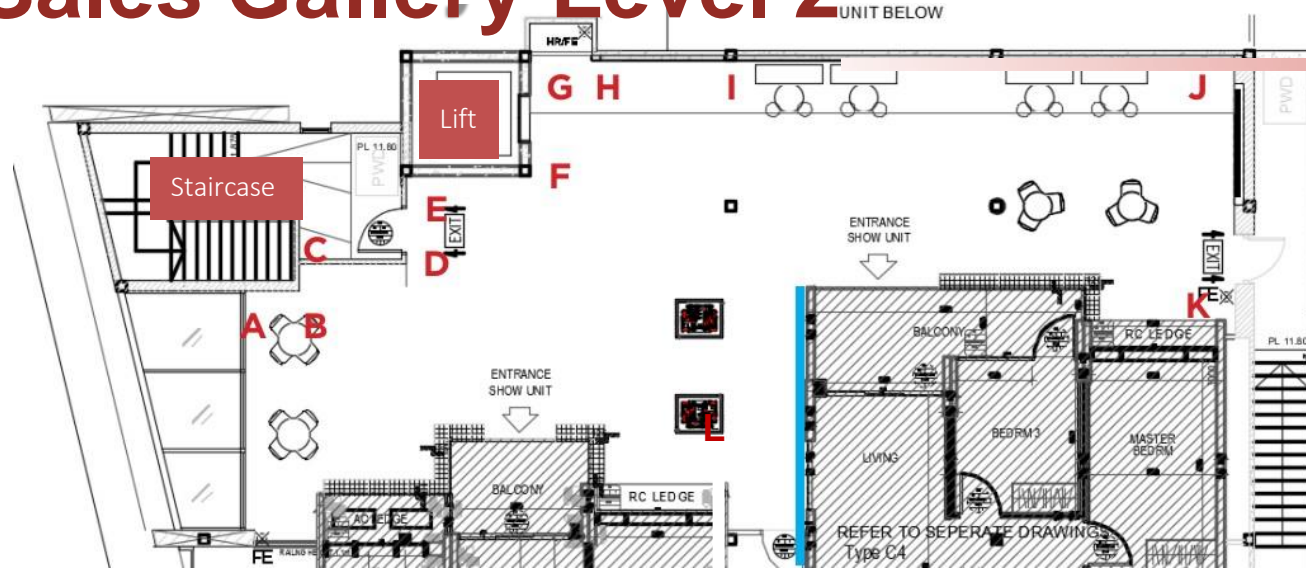 Sales Gallery Level 2
UNIT BELOW
HR/FE
G H I J
Lift
PWD
PL 11.80
PWD
Staircase
F
E
EXIT
D
C
ENTRANCE
SHOW UNIT
EXIT
FE
K
A B
BALCONY
RC LEDGE
PL 11.80
ENTRANCE
SHOW UNIT
L
BEDRM 3
MASTER
BEDRM
LIVING
BALCONY
RC LEDGE
REFER TO SEPERATE DRAWINGS
Type C4
FE